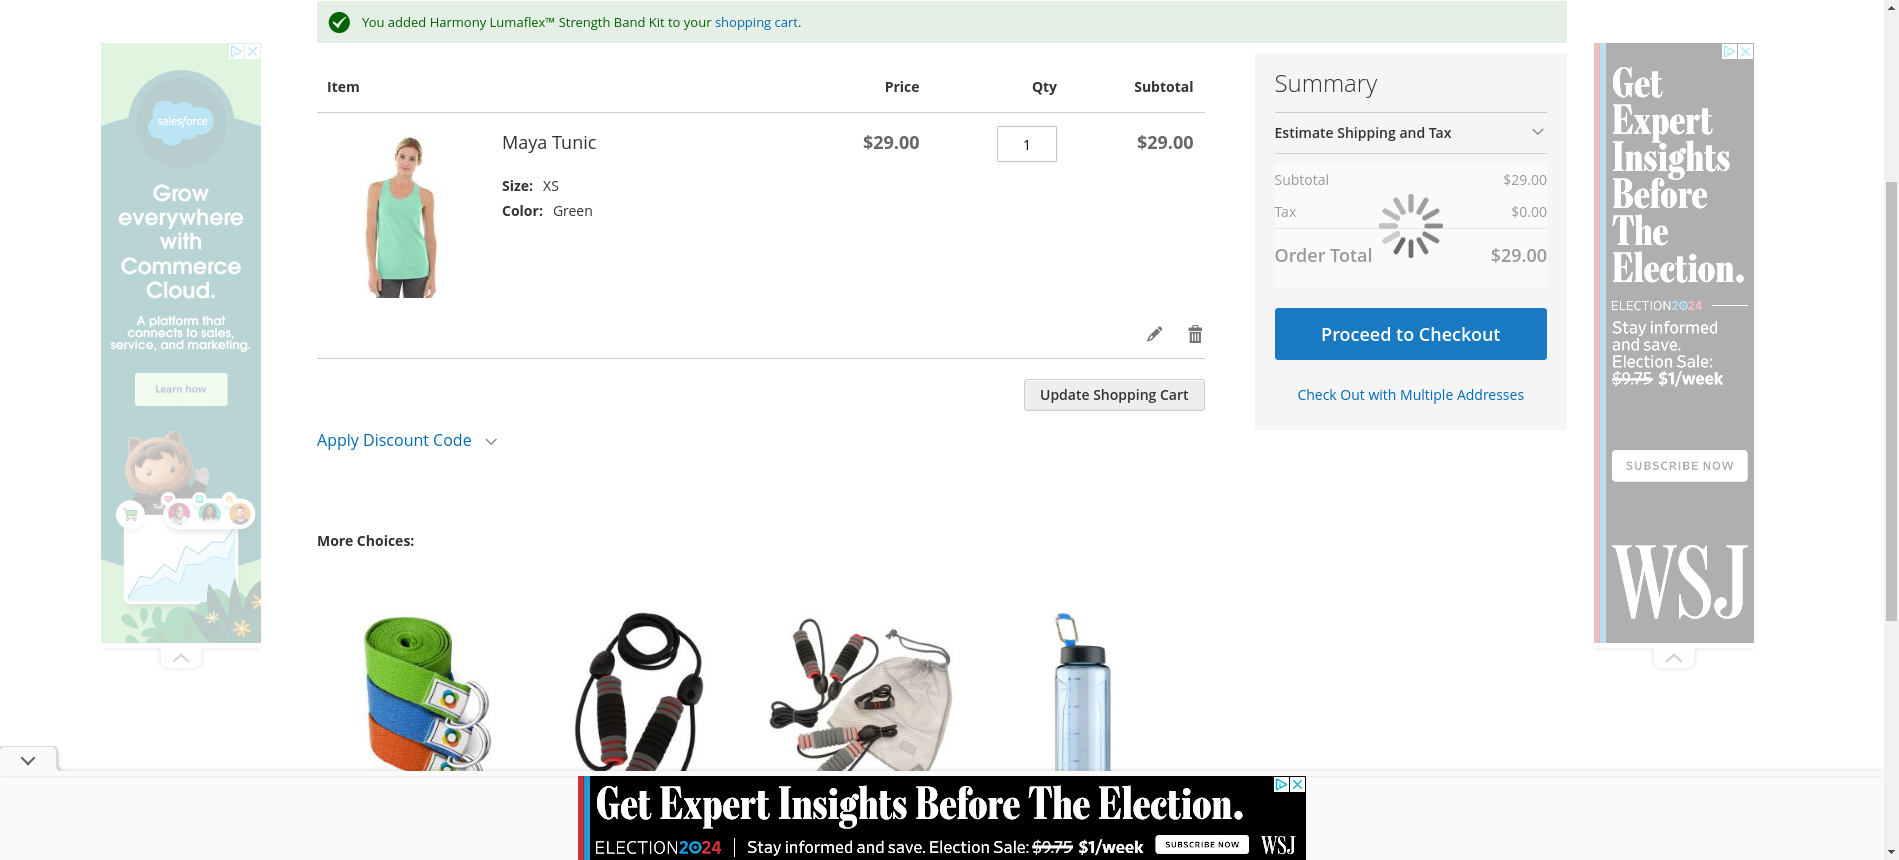 You added Harmony Lumaflex™ Strength Band Kit to your shopping cart.
Item Price Qty Subtotal
Maya Tunic $29.00 1 $29.00
Size: XS
Color: Green
Update Shopping Cart
Apply Discount Code
More Choices:
Summary
Estimate Shipping and Tax
Subtotal $29.00
Tax $0.00
Order Total $29.00
Proceed to Checkout
Check Out with Multiple Addresses
salesforce
Grow
everywhere
with
Commerce
Cloud.
A platform that
connects to sales,
service, and marketing.
Learn how
Get
Expert
Insights
Before
The
Election.
ELECTION2024
Stay informed
and save.
Election Sale:
$9.75 $1/week
SUBSCRIBE NOW
WSJ
Get Expert Insights Before The Election.
ELECTION2024 Stay informed and save. Election Sale: $9.75 $1/week SUBSCRIBE NOW WSJ